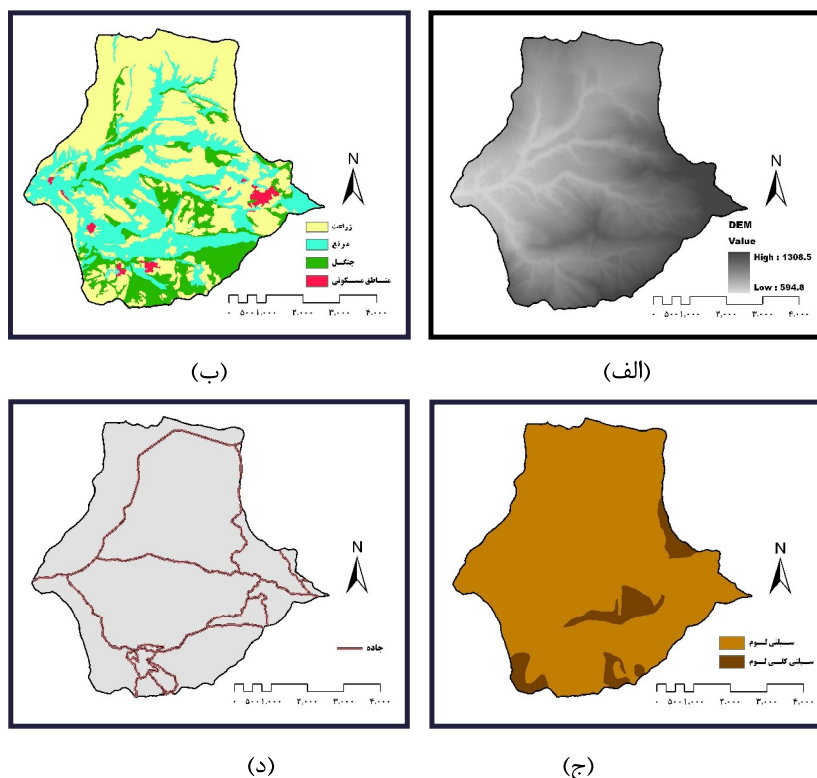 N
DEM
Value
High : 1308.5
Low : 594.8
۰ ۵۰۰۱,۰۰۰ ۲,۰۰۰ ۳,۰۰۰ ۴,۰۰۰
(الف)
N
زراعت
مرتع
جنگل
مناطق مسکونی
۰ ۵۰۰۱,۰۰۰ ۲,۰۰۰ ۳,۰۰۰ ۴,۰۰۰
(ب)
N
سیلتی لوم
سیلتی کلی لوم
۰ ۵۰۰۱,۰۰۰ ۲,۰۰۰ ۳,۰۰۰ ۴,۰۰۰
(ج)
N
جاده
۰ ۵۰۰۱,۰۰۰ ۲,۰۰۰ ۳,۰۰۰ ۴,۰۰۰
(د)